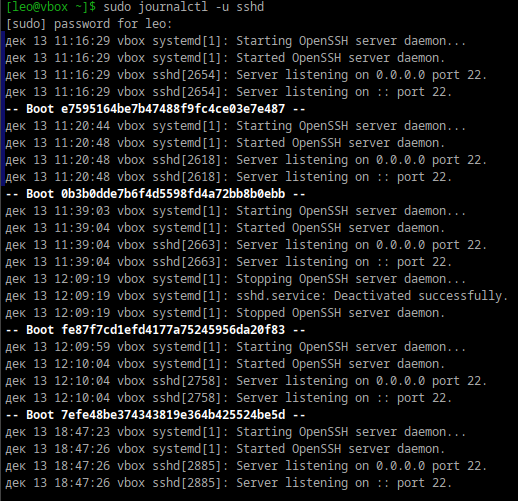 [leo@vbox ~]$ sudo journalctl -u sshd
[sudo] password for leo:
дек 13 11:16:29 vbox systemd[1]: Starting OpenSSH server daemon...
дек 13 11:16:29 vbox systemd[1]: Started OpenSSH server daemon.
дек 13 11:16:29 vbox sshd[2654]: Server listening on 0.0.0.0 port 22.
дек 13 11:16:29 vbox sshd[2654]: Server listening on :: port 22.
-- Boot e7595164be7b47488f9fc4ce03e7e487 --
дек 13 11:20:44 vbox systemd[1]: Starting OpenSSH server daemon...
дек 13 11:20:48 vbox systemd[1]: Started OpenSSH server daemon.
дек 13 11:20:48 vbox sshd[2618]: Server listening on 0.0.0.0 port 22.
дек 13 11:20:48 vbox sshd[2618]: Server listening on :: port 22.
-- Boot 0b3b0dde7b6f4d5598fd4a72bb8b0ebb --
дек 13 11:39:03 vbox systemd[1]: Starting OpenSSH server daemon...
дек 13 11:39:04 vbox systemd[1]: Started OpenSSH server daemon.
дек 13 11:39:04 vbox sshd[2663]: Server listening on 0.0.0.0 port 22.
дек 13 11:39:04 vbox sshd[2663]: Server listening on :: port 22.
дек 13 12:09:19 vbox systemd[1]: Stopping OpenSSH server daemon...
дек 13 12:09:19 vbox systemd[1]: sshd.service: Deactivated successfully.
дек 13 12:09:19 vbox systemd[1]: Stopped OpenSSH server daemon.
-- Boot fe87f7cd1efd4177a75245956da20f83 --
дек 13 12:09:59 vbox systemd[1]: Starting OpenSSH server daemon...
дек 13 12:10:04 vbox systemd[1]: Started OpenSSH server daemon.
дек 13 12:10:04 vbox sshd[2758]: Server listening on 0.0.0.0 port 22.
дек 13 12:10:04 vbox sshd[2758]: Server listening on :: port 22.
-- Boot 7efe48be374343819e364b425524be5d --
дек 13 18:47:23 vbox systemd[1]: Starting OpenSSH server daemon...
дек 13 18:47:26 vbox systemd[1]: Started OpenSSH server daemon.
дек 13 18:47:26 vbox sshd[2885]: Server listening on 0.0.0.0 port 22.
дек 13 18:47:26 vbox sshd[2885]: Server listening on :: port 22.